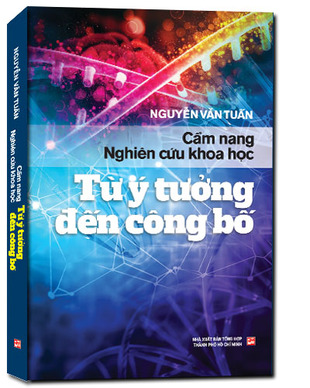 NGUYỄN VĂN TUẤN
Cẩm nang
Nghiên cứu khoa học
Từ ý tưởng
đến công bố
NHÀ XUẤT BẢN TỔNG HỢP
THÀNH PHỐ HỒ CHÍ MINH
NGUYỄN VĂN TUẤN
Cẩm nang
Nghiên cứu khoa học
Từ ý tưởng
đến công bố